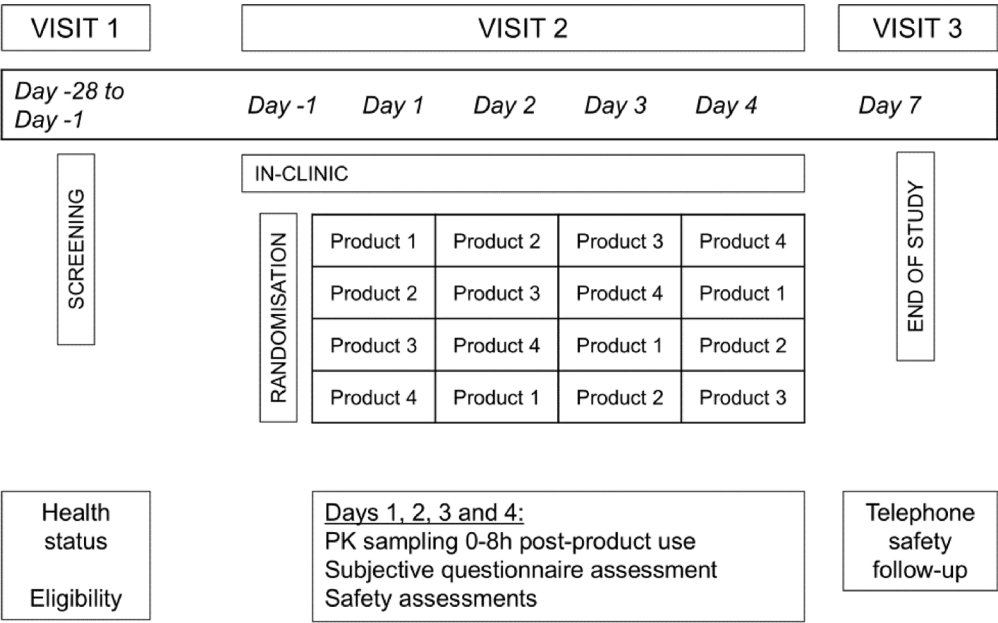 VISIT 1
VISIT 2
VISIT 3
Day -28 to
Day -1
Day -1
Day 1
Day 2
Day 3
Day 4
Day 7
SCREENING
IN-CLINIC
RANDOMISATION
Product 1
Product 2
Product 3
Product 4
Product 2
Product 3
Product 4
Product 1
Product 3
Product 4
Product 1
Product 2
Product 4
Product 1
Product 2
Product 3
END OF STUDY
Health
status
Eligibility
Days 1, 2, 3 and 4:
PK sampling 0-8h post-product use
Subjective questionnaire assessment
Safety assessments
Telephone
safety
follow-up